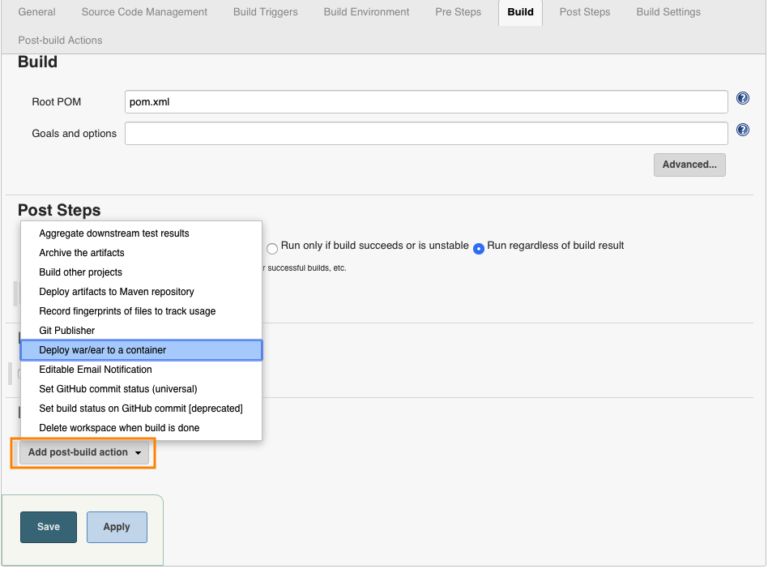 General Source Code Management Build Triggers Build Environment Pre Steps Build Post Steps Build Settings
Post-build Actions
Build
Root POM pom.xml
Goals and options
Advanced...
Post Steps
Aggregate downstream test results
Run only if build succeeds or is unstable Run regardless of build result
Archive the artifacts
r successful builds, etc.
Build other projects
Deploy artifacts to Maven repository
Record fingerprints of files to track usage
Git Publisher
Deploy war/ear to a container
Editable Email Notification
Set GitHub commit status (universal)
Set build status on GitHub commit [deprecated]
Delete workspace when build is done
Add post-build action
Save Apply